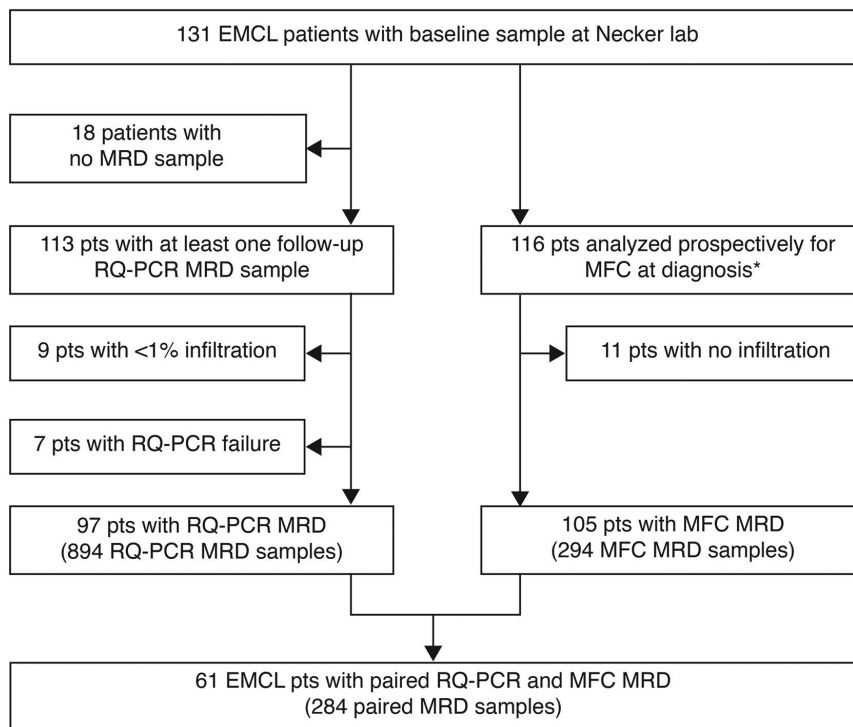 131 EMCL patients with baseline sample at Necker lab
18 patients with
no MRD sample
113 pts with at least one follow-up
RQ-PCR MRD sample
116 pts analyzed prospectively for
MFC at diagnosis*
9 pts with <1% infiltration
11 pts with no infiltration
7 pts with RQ-PCR failure
97 pts with RQ-PCR MRD
(894 RQ-PCR MRD samples)
105 pts with MFC MRD
(294 MFC MRD samples)
61 EMCL pts with paired RQ-PCR and MFC MRD
(284 paired MRD samples)